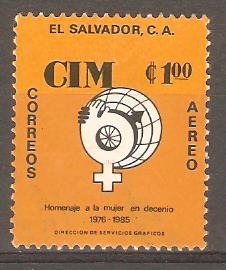 EL SALVADOR, C. A.
CIM ¢1.00
CORREOS
AEREO
Homenaje a la mujer en decenio
1976-1985
DIRECCION DE SERVICIOS GRAFICOS